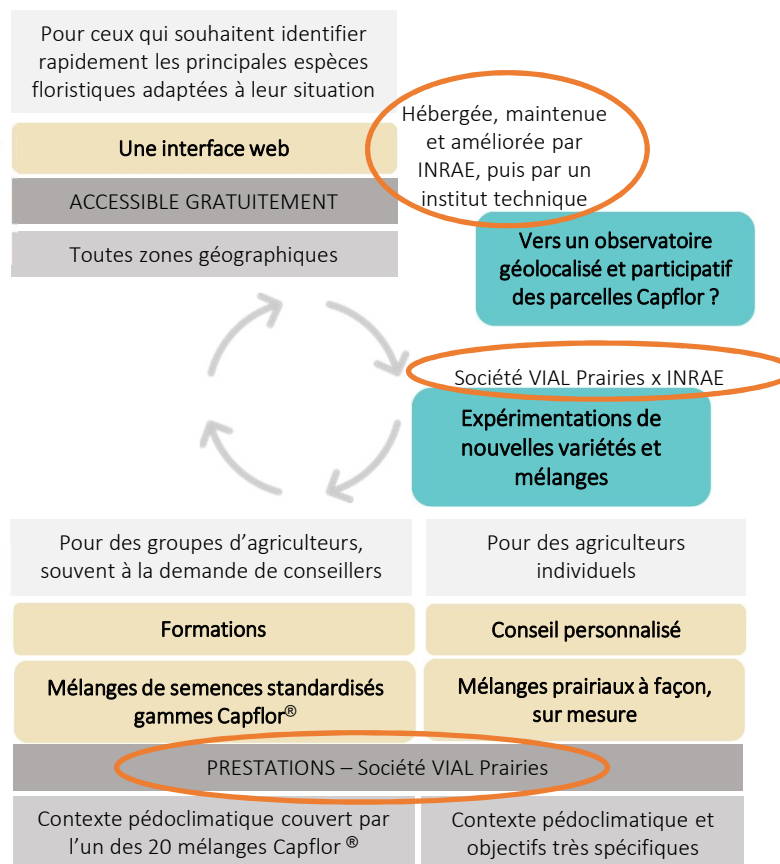 Pour ceux qui souhaitent identifier
rapidement les principales espèces
floristiques adaptées à leur situation
Une interface web
ACCESSIBLE GRATUITEMENT
Toutes zones géographiques
Hébergée, maintenue
et améliorée par
INRAE, puis par un
institut technique
Vers un observatoire
géolocalisé et participatif
des parcelles Capflor ?
Société VIAL Prairies x INRAE
Expérimentations de
nouvelles variétés et
mélanges
Pour des groupes d’agriculteurs,
souvent à la demande de conseillers
Pour des agriculteurs
individuels
Formations
Conseil personnalisé
Mélanges de semences standardisés
gammes Capflor®
Mélanges prairiaux à façon,
sur mesure
PRESTATIONS – Société VIAL Prairies
Contexte pédoclimatique couvert par
l’un des 20 mélanges Capflor ®
Contexte pédoclimatique et
objectifs très spécifiques